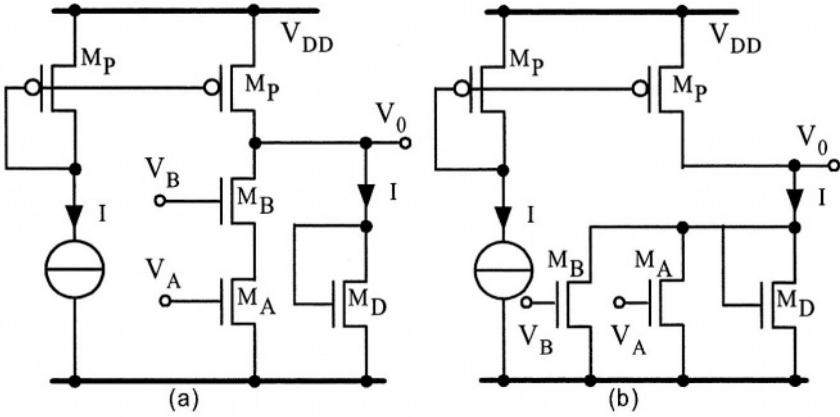 V_DD
M_P
M_P
V_0
V_B
M_B
I
I
V_A
M_A
M_D
(a)
V_DD
M_P
M_P
V_0
I
I
M_B
M_A
M_D
V_B
V_A
(b)